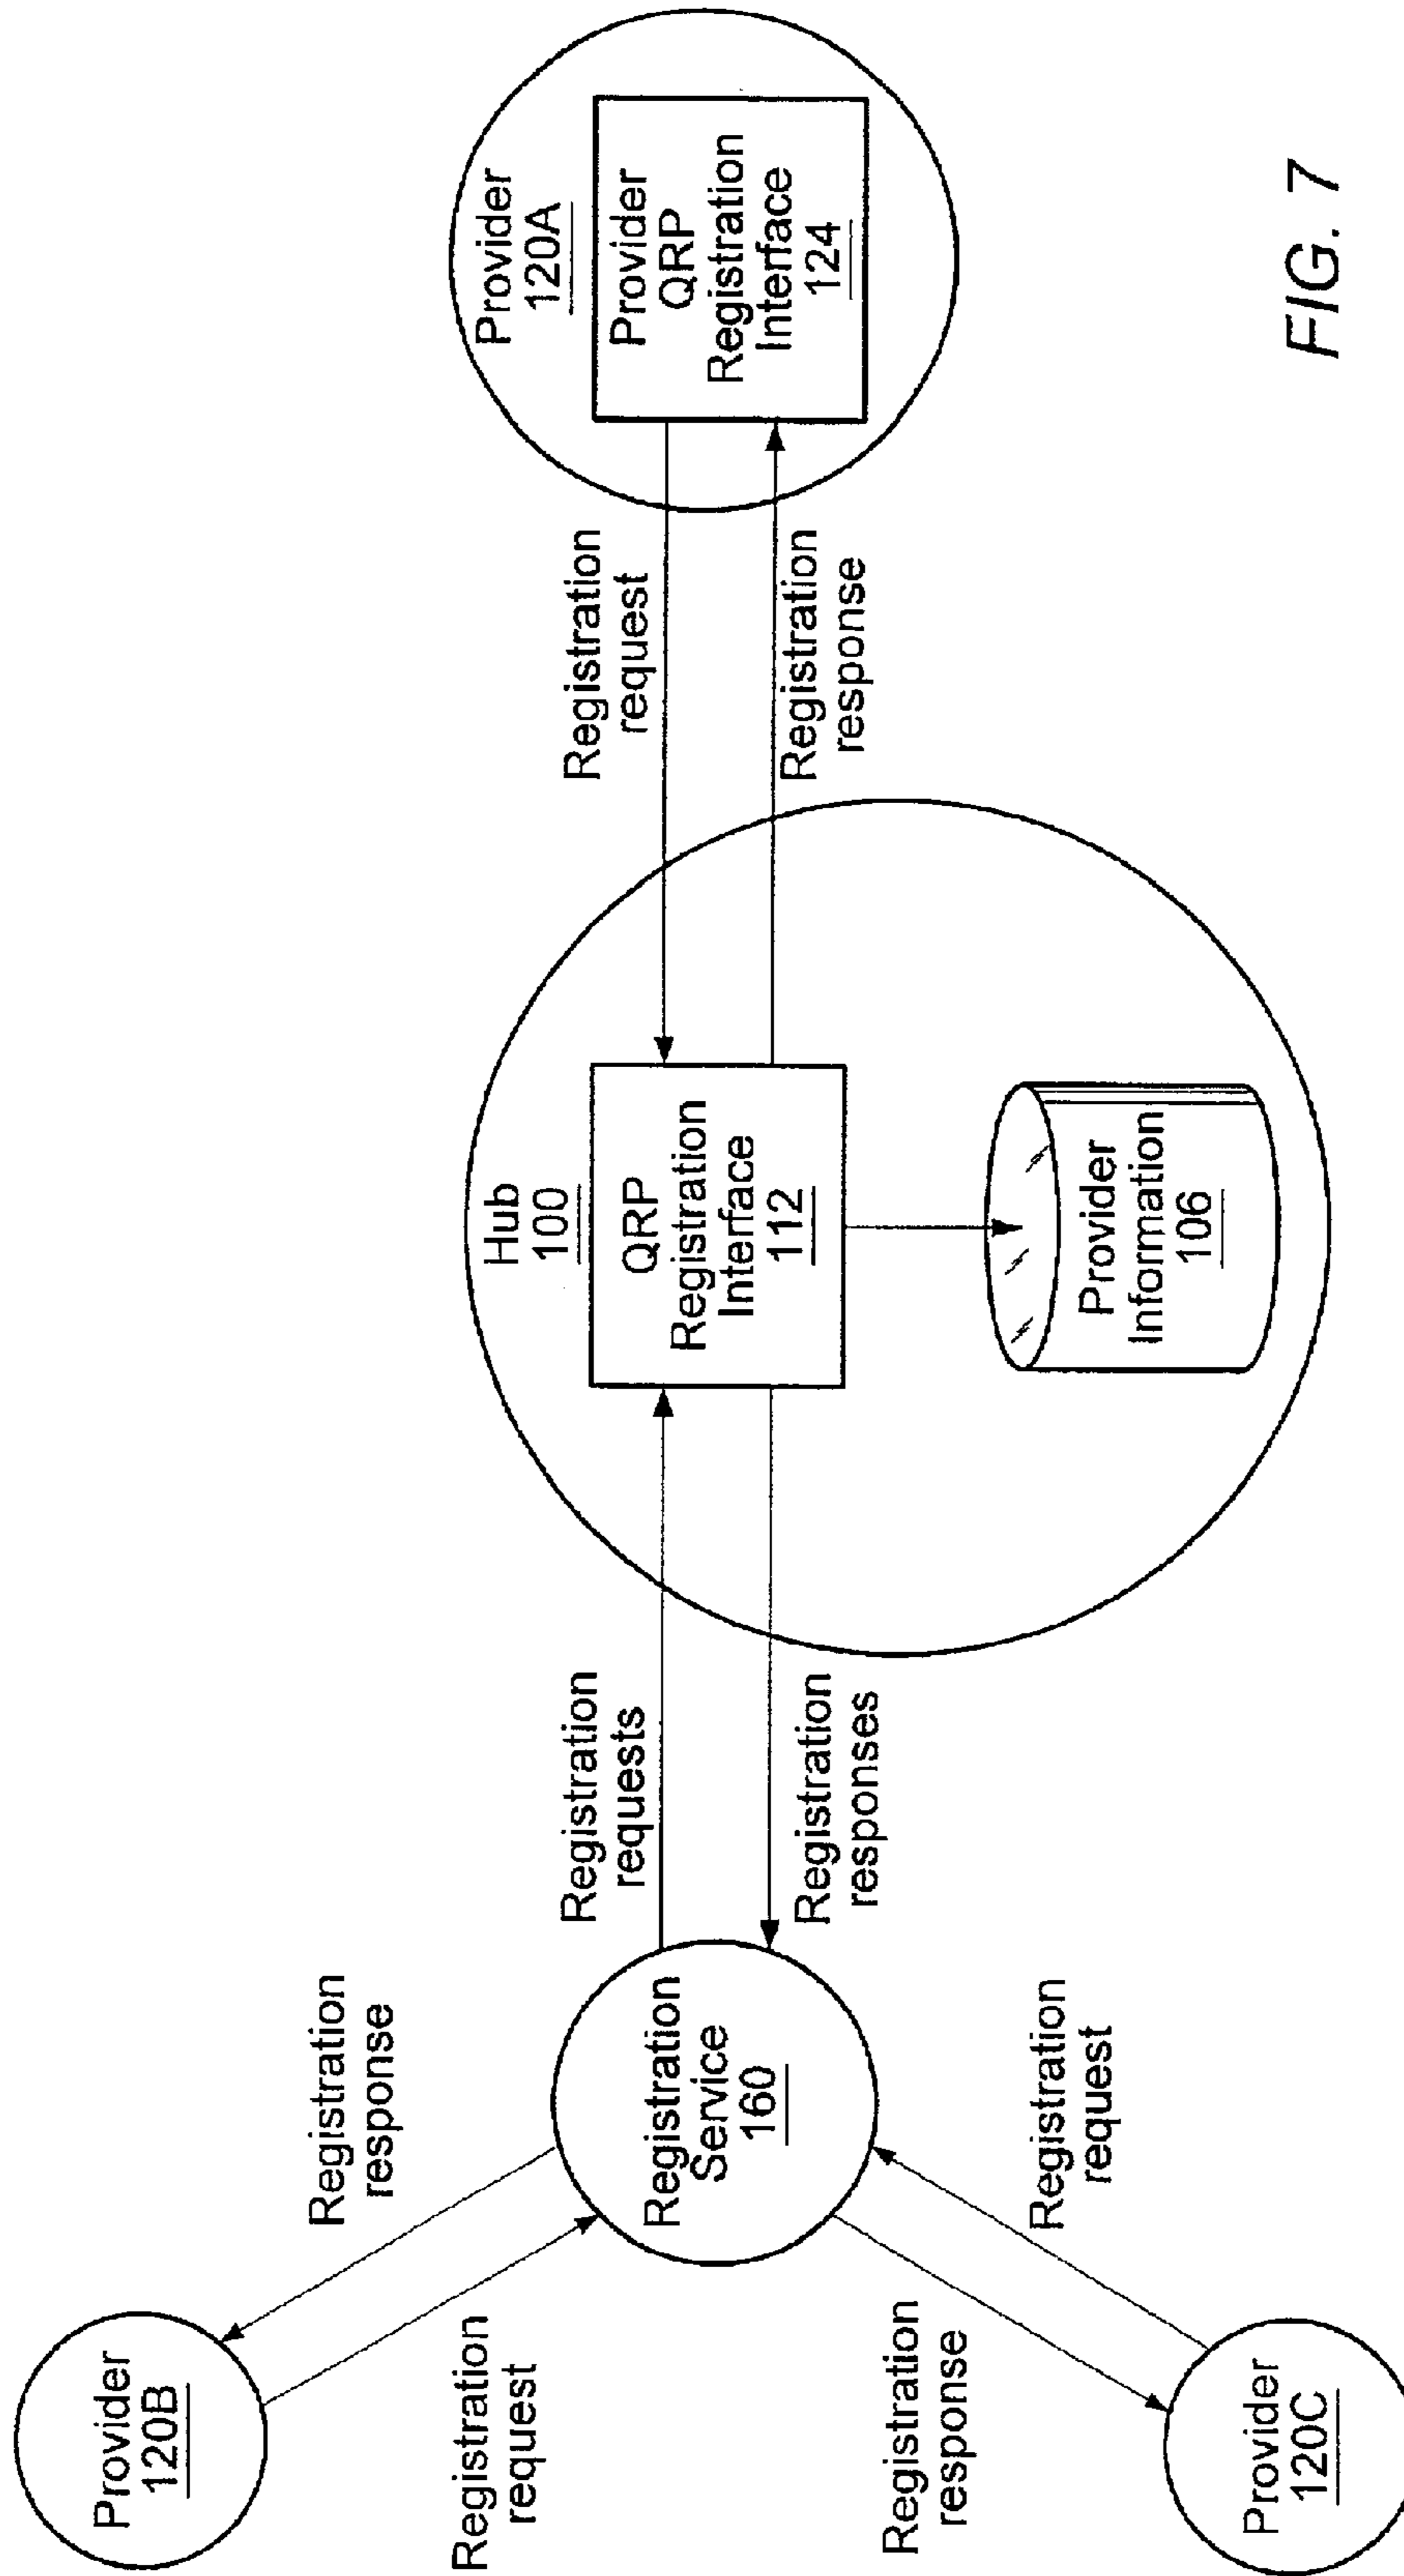 Provider
120B
Registration
response
Registration
request
Registration
Service
160
Registration
response
Registration
request
Provider
120C
Registration
requests
Registration
responses
Hub
100
QRP
Registration
Interface
112
Provider
Information
106
Registration
request
Registration
response
Provider
120A
Provider
QRP
Registration
Interface
124
FIG. 7